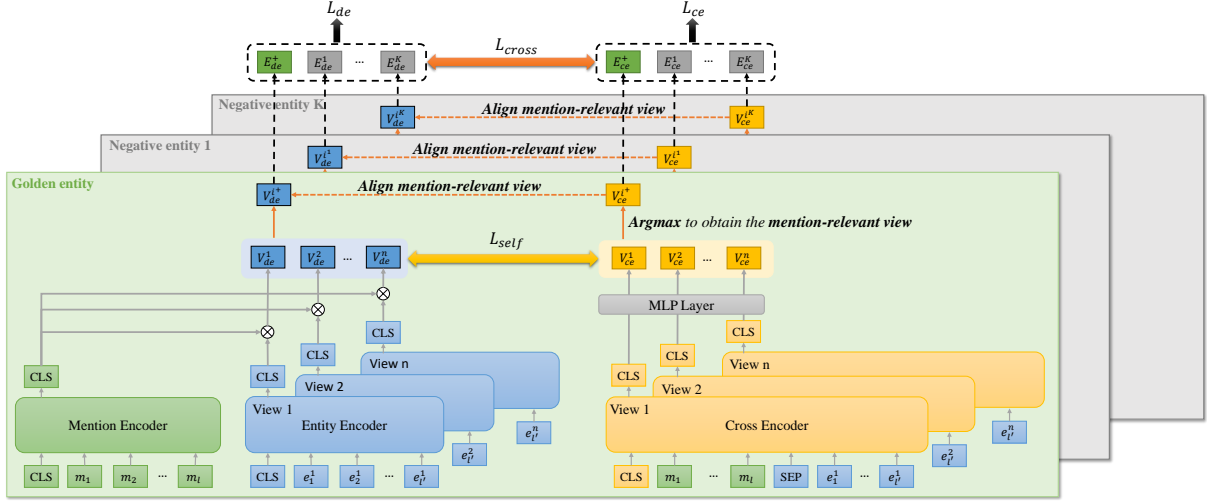 L_de L_ce
E_de^+ E_de^1 ... E_de^K L_cross E_ce^+ E_ce^1 ... E_ce^K
Negative entity K V_de^{i^K} Align mention-relevant view V_ce^{i^K}
Negative entity 1 V_de^{i^1} Align mention-relevant view V_ce^{i^1}
Golden entity V_de^{i^+} Align mention-relevant view V_ce^{i^+}
Argmax to obtain the mention-relevant view
V_de^1 V_de^2 ... V_de^n L_self V_ce^1 V_ce^2 ... V_ce^n
MLP Layer
CLS CLS CLS CLS CLS CLS CLS
View n View n
View 2 View 2
View 1 View 1
Mention Encoder Entity Encoder Cross Encoder
e_{l'}^n e_{l'}^n
e_{l'}^2 e_{l'}^2
CLS m_1 m_2 ... m_l CLS e_1^1 e_2^1 ... e_{l'}^1 CLS m_1 ... m_l SEP e_1^1 ... e_{l'}^1